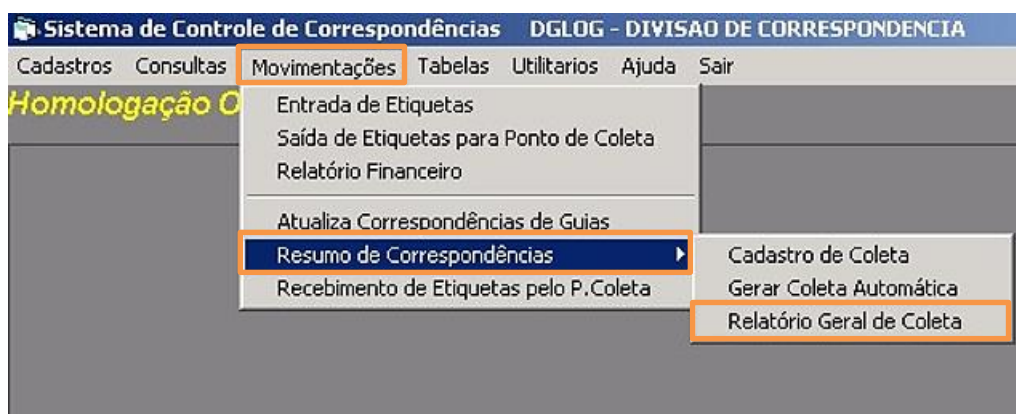 Sistema de Controle de Correspondências DGLOG - DIVISAO DE CORRESPONDENCIA
Cadastros Consultas Movimentações Tabelas Utilitarios Ajuda Sair
Homologação O
Entrada de Etiquetas
Saída de Etiquetas para Ponto de Coleta
Relatório Financeiro
Atualiza Correspondências de Guias
Resumo de Correspondências
Recebimento de Etiquetas pelo P.Coleta
Cadastro de Coleta
Gerar Coleta Automática
Relatório Geral de Coleta